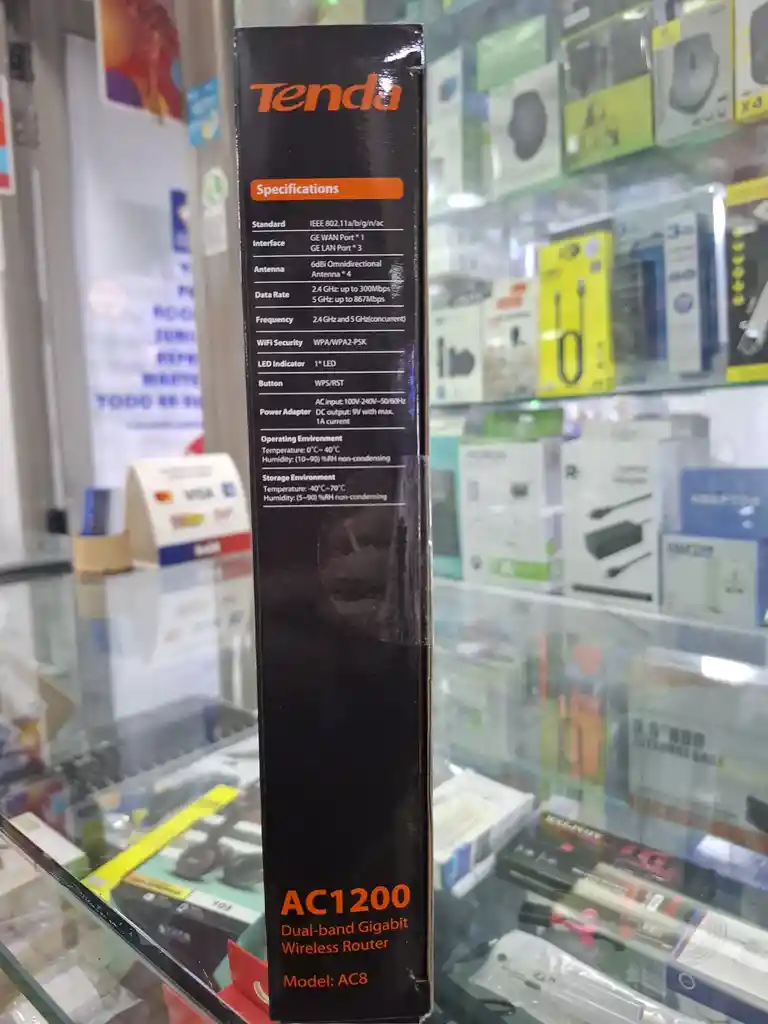 Tenda
Specifications
Standard IEEE 802.11a/b/g/n/ac
Interface GE WAN Port * 1
GE LAN Port * 3
Antenna 6dBi Omnidirectional
Antenna * 4
Data Rate 2.4 GHz: up to 300Mbps
5 GHz: up to 867Mbps
Frequency 2.4 GHz and 5 GHz(concurrent)
WiFi Security WPA/WPA2-PSK
LED Indicator 1* LED
Button WPS/RST
Power Adapter AC input: 100V-240V~50/60Hz
DC output: 9V with max.
1A current
Operating Environment
Temperature: 0°C~ 40°C
Humidity: (10~90) %RH non-condensing
Storage Environment
Temperature: -40°C~70°C
Humidity: (5~90) %RH non-condensing
AC1200
Dual-band Gigabit
Wireless Router
Model: AC8
VISA
TODO